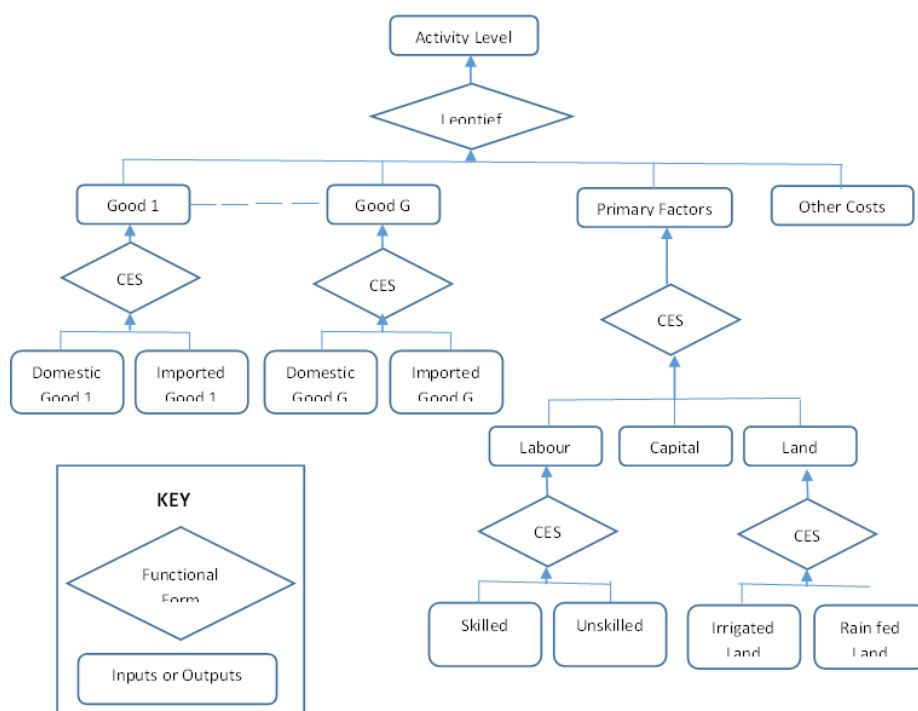 Activity Level
Leontief
Good 1
Good G
Primary Factors
Other Costs
CES
CES
CES
Domestic
Good 1
Imported
Good 1
Domestic
Good G
Imported
Good G
Labour
Capital
Land
CES
CES
Skilled
Unskilled
Irrigated
Land
Rain fed
Land
KEY
Functional
Form
Inputs or Outputs